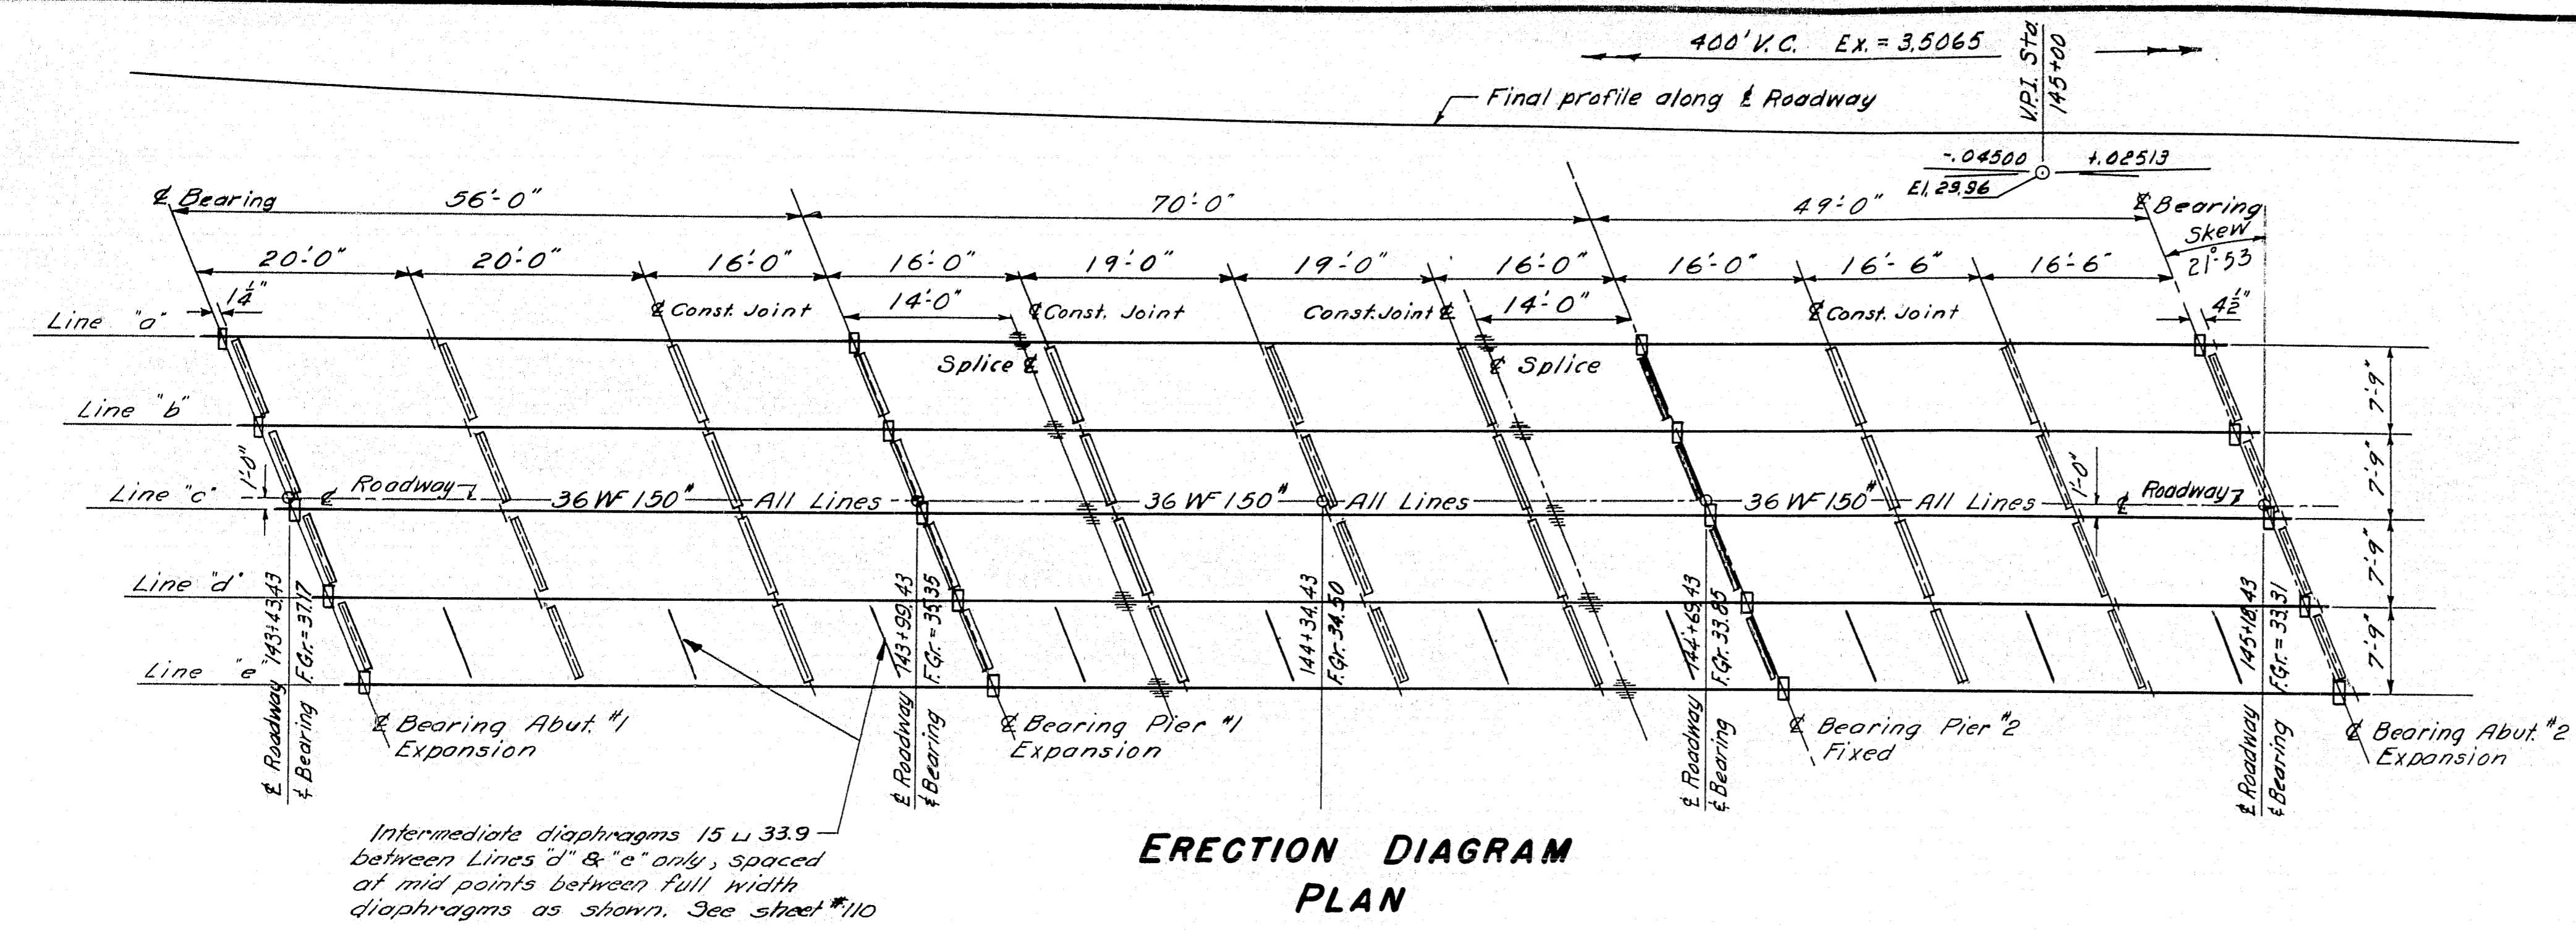 400' V.C. Ex. = 3.5065
V.P.I. Sta.
145+00
Final profile along ℄ Roadway
-.04500 +.02513
El. 29.96
℄ Bearing 56'-0" 70'-0" 49'-0" ℄ Bearing
Skew
21°-53
20'-0" 20'-0" 16'-0" 16'-0" 19'-0" 19'-0" 16'-0" 16'-0" 16'-6" 16'-6"
1¼" 14'-0" 14'-0" 4½"
℄ Const. Joint ℄ Const. Joint Const. Joint ℄ ℄ Const. Joint
Line "a"
Splice ℄ ℄ Splice
7'-9"
Line "b"
7'-9"
1'-0" 1'-0"
Line "c" ℄ Roadway 36 WF 150# All Lines 36 WF 150# All Lines 36 WF 150# All Lines ℄ Roadway
7'-9"
Line "d"
7'-9"
Line "e"
℄ Roadway 143+43.43
℄ Bearing F.Gr. = 37.17
℄ Roadway 143+99.43
℄ Bearing F.Gr. = 35.35
144+34.43
F.Gr. 34.50
℄ Roadway 144+69.43
℄ Bearing F.Gr. 33.85
℄ Roadway 145+18.43
℄ Bearing F.Gr. = 33.31
℄ Bearing Abut. #1
Expansion
℄ Bearing Pier #1
Expansion
℄ Bearing Pier #2
Fixed
℄ Bearing Abut. #2
Expansion
Intermediate diaphragms 15 ⊔ 33.9
between Lines "d" & "e" only, spaced
at mid points between full width
diaphragms as shown. See sheet #110
ERECTION DIAGRAM
PLAN